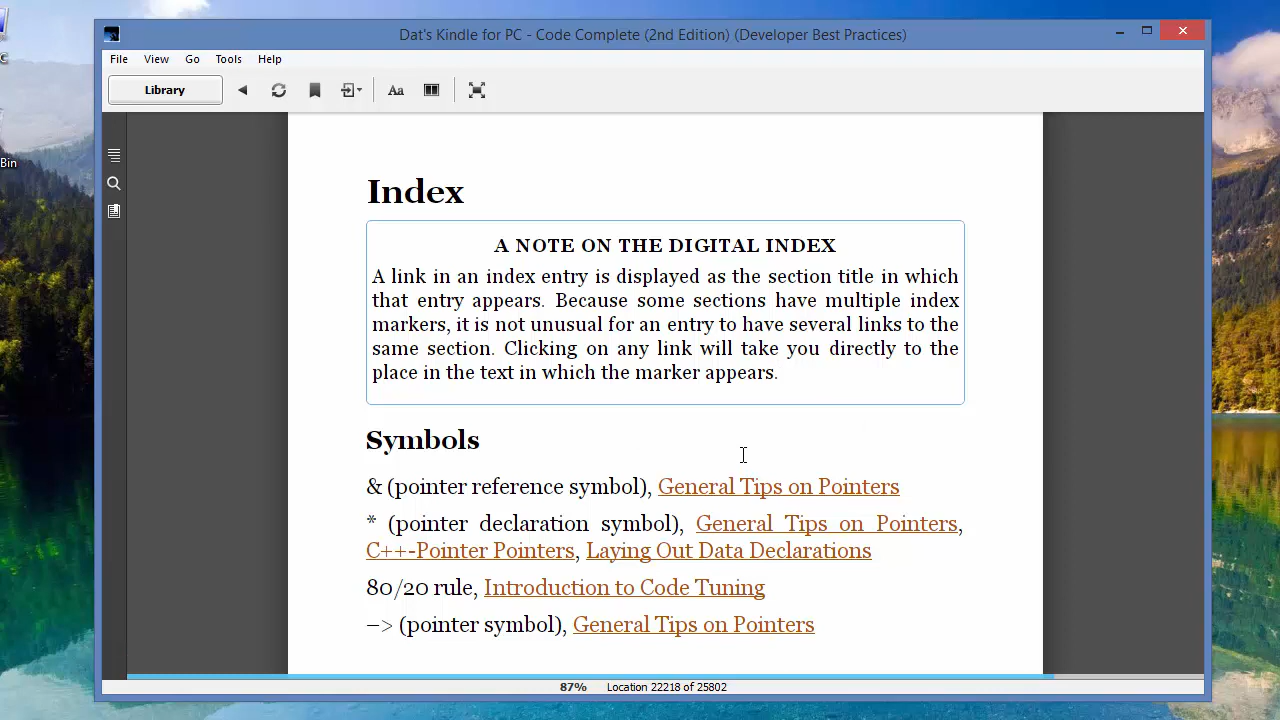 Dat's Kindle for PC - Code Complete (2nd Edition) (Developer Best Practices)
File View Go Tools Help
Library
Aa
C
Bin
Index
A NOTE ON THE DIGITAL INDEX
A link in an index entry is displayed as the section title in which
that entry appears. Because some sections have multiple index
markers, it is not unusual for an entry to have several links to the
same section. Clicking on any link will take you directly to the
place in the text in which the marker appears.
Symbols
& (pointer reference symbol), General Tips on Pointers
* (pointer declaration symbol), General Tips on Pointers,
C++-Pointer Pointers, Laying Out Data Declarations
80/20 rule, Introduction to Code Tuning
–> (pointer symbol), General Tips on Pointers
87% Location 22218 of 25802